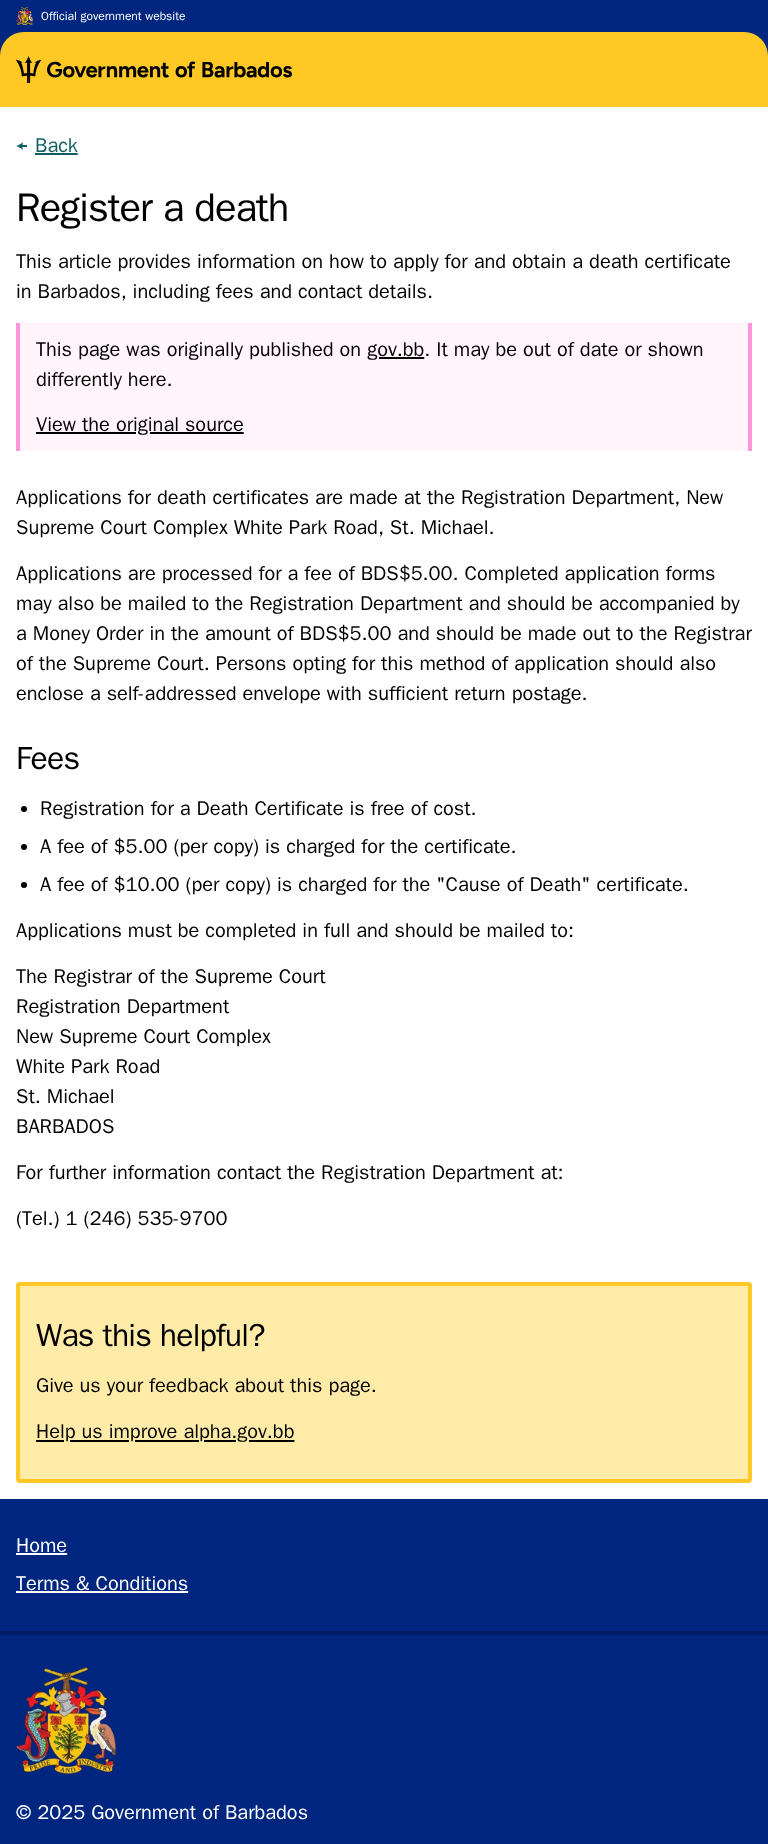 Official government website
Government of Barbados
Back
Register a death
This article provides information on how to apply for and obtain a death certificate
in Barbados, including fees and contact details.
This page was originally published on gov.bb. It may be out of date or shown
differently here.
View the original source
Applications for death certificates are made at the Registration Department, New
Supreme Court Complex White Park Road, St. Michael.
Applications are processed for a fee of BDS$5.00. Completed application forms
may also be mailed to the Registration Department and should be accompanied by
a Money Order in the amount of BDS$5.00 and should be made out to the Registrar
of the Supreme Court. Persons opting for this method of application should also
enclose a self-addressed envelope with sufficient return postage.
Fees
• Registration for a Death Certificate is free of cost.
• A fee of $5.00 (per copy) is charged for the certificate.
• A fee of $10.00 (per copy) is charged for the "Cause of Death" certificate.
Applications must be completed in full and should be mailed to:
The Registrar of the Supreme Court
Registration Department
New Supreme Court Complex
White Park Road
St. Michael
BARBADOS
For further information contact the Registration Department at:
(Tel.) 1 (246) 535-9700
Was this helpful?
Give us your feedback about this page.
Help us improve alpha.gov.bb
Home
Terms & Conditions
PRIDE AND INDUSTRY
© 2025 Government of Barbados